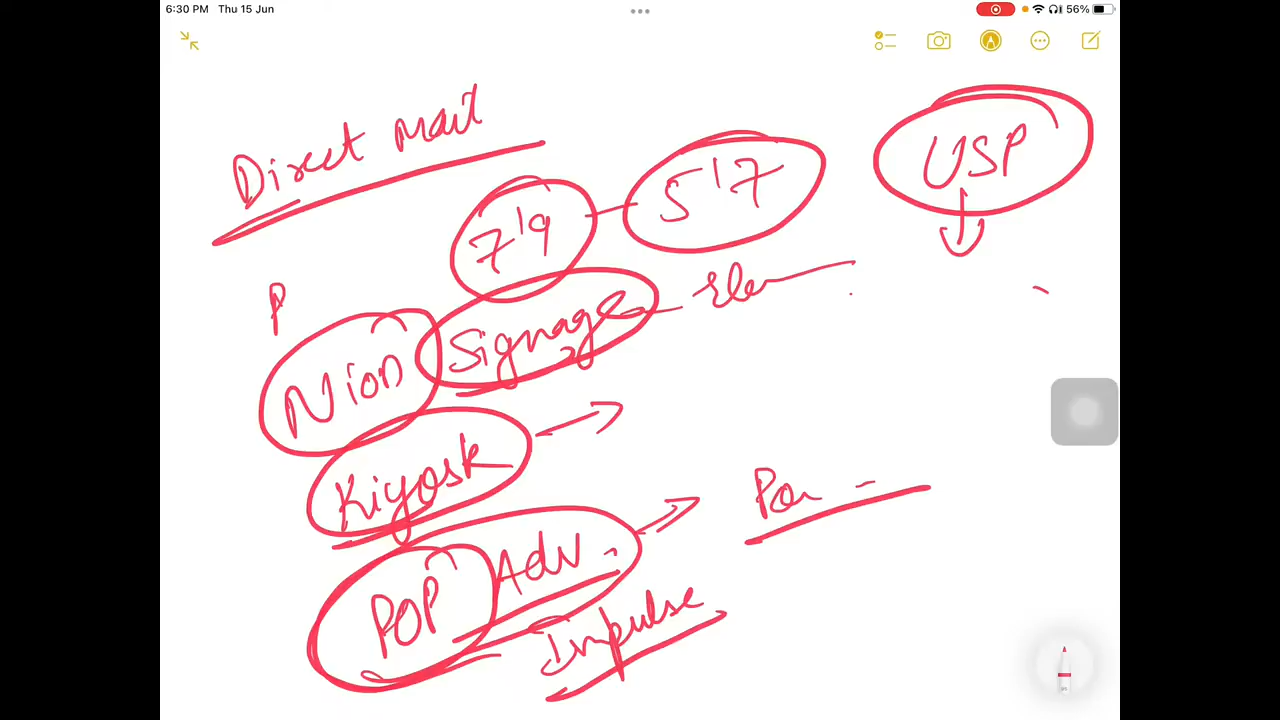 6:30 PM Thu 15 Jun
56%
Direct Mail
USP
7'9 - 5'7
P
Nion Signage
Kiyosk →
POP Adv. →
Impulse